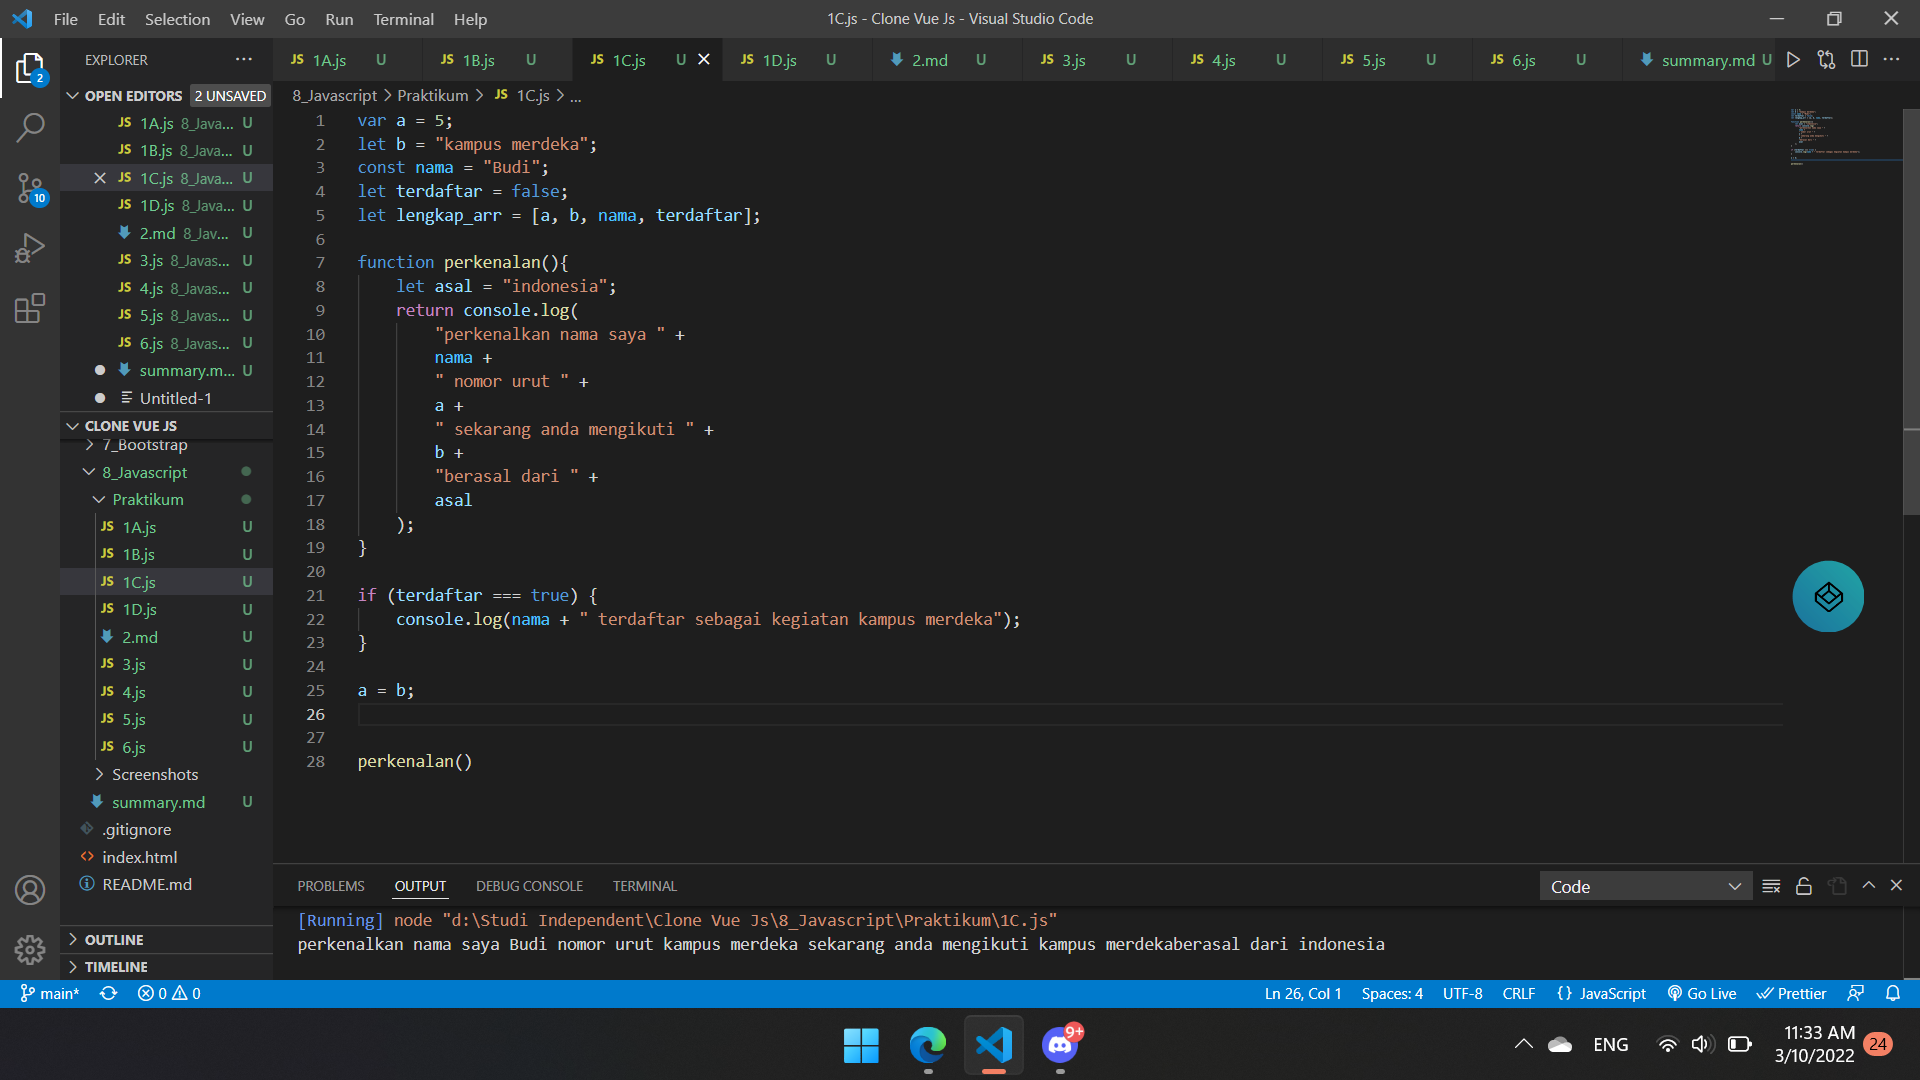 File Edit Selection View Go Run Terminal Help
1C.js - Clone Vue Js - Visual Studio Code
EXPLORER
JS 1A.js U JS 1B.js U JS 1C.js U JS 1D.js U 2.md U JS 3.js U JS 4.js U JS 5.js U JS 6.js U summary.md U
2
OPEN EDITORS 2 UNSAVED
JS 1A.js 8_Java... U
JS 1B.js 8_Java... U
JS 1C.js 8_Java... U
JS 1D.js 8_Java... U
2.md 8_Jav... U
JS 3.js 8_Javas... U
JS 4.js 8_Javas... U
JS 5.js 8_Javas... U
JS 6.js 8_Javas... U
summary.m... U
Untitled-1
10
CLONE VUE JS
7_Bootstrap
8_Javascript
Praktikum
JS 1A.js U
JS 1B.js U
JS 1C.js U
JS 1D.js U
2.md U
JS 3.js U
JS 4.js U
JS 5.js U
JS 6.js U
Screenshots
summary.md U
.gitignore
index.html
README.md
OUTLINE
TIMELINE
8_Javascript > Praktikum > JS 1C.js > ...
1 var a = 5;
2 let b = "kampus merdeka";
3 const nama = "Budi";
4 let terdaftar = false;
5 let lengkap_arr = [a, b, nama, terdaftar];
6
7 function perkenalan(){
8     let asal = "indonesia";
9     return console.log(
10         "perkenalkan nama saya " +
11         nama +
12         " nomor urut " +
13         a +
14         " sekarang anda mengikuti " +
15         b +
16         "berasal dari " +
17         asal
18     );
19 }
20
21 if (terdaftar === true) {
22     console.log(nama + " terdaftar sebagai kegiatan kampus merdeka");
23 }
24
25 a = b;
26
27
28 perkenalan()
PROBLEMS OUTPUT DEBUG CONSOLE TERMINAL
Code
[Running] node "d:\Studi Independent\Clone Vue Js\8_Javascript\Praktikum\1C.js"
perkenalkan nama saya Budi nomor urut kampus merdeka sekarang anda mengikuti kampus merdekaberasal dari indonesia
main* 0 0 Ln 26, Col 1 Spaces: 4 UTF-8 CRLF {} JavaScript Go Live Prettier
9+
ENG
11:33 AM
3/10/2022
24